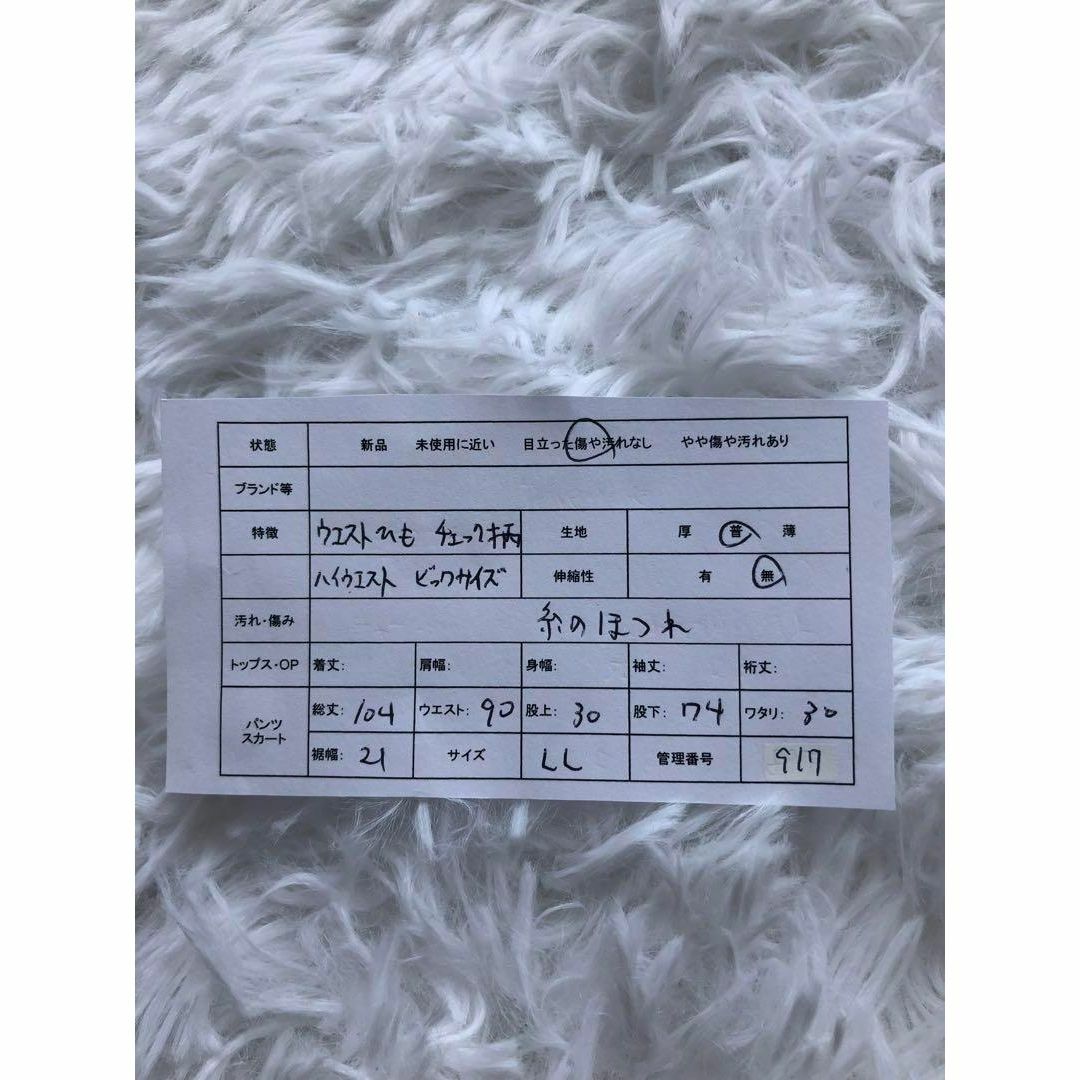 状態 新品 未使用に近い 目立った傷や汚れなし やや傷や汚れあり
ブランド等
特徴 ウエストひも チェック柄 生地 厚 普 薄
ハイウエスト ビックサイズ 伸縮性 有 無
汚れ・傷み 糸のほつれ
トップス・OP 着丈: 肩幅: 身幅: 袖丈: 裄丈:
パンツ スカート 総丈: 104 ウエスト: 90 股上: 30 股下: 74 ワタリ: 30
裾幅: 21 サイズ LL 管理番号 917